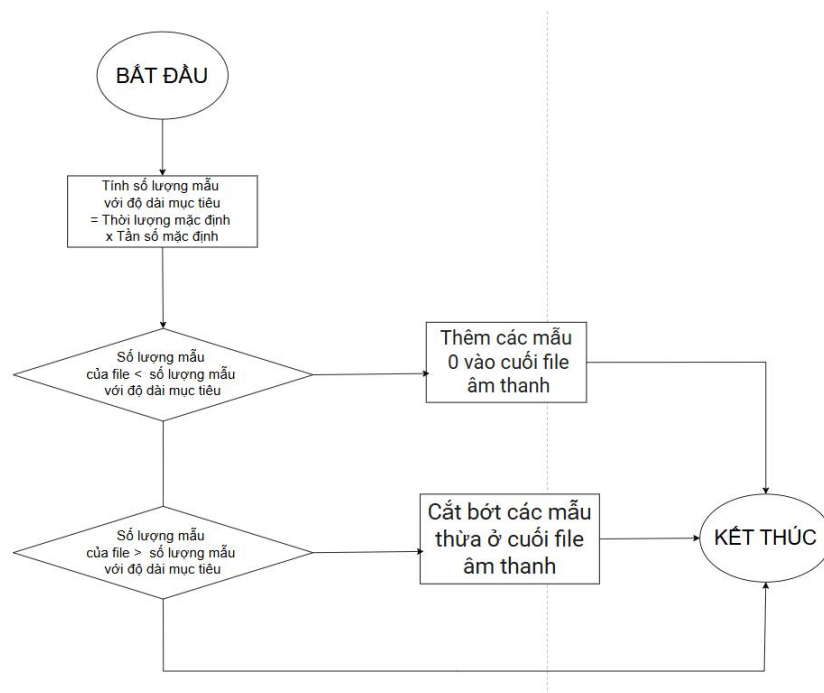 BẮT ĐẦU
Tính số lượng mẫu
với độ dài mục tiêu
= Thời lượng mặc định
x Tần số mặc định
Số lượng mẫu
của file < số lượng mẫu
với độ dài mục tiêu
Thêm các mẫu
0 vào cuối file
âm thanh
Số lượng mẫu
của file > số lượng mẫu
với độ dài mục tiêu
Cắt bớt các mẫu
thừa ở cuối file
âm thanh
KẾT THÚC